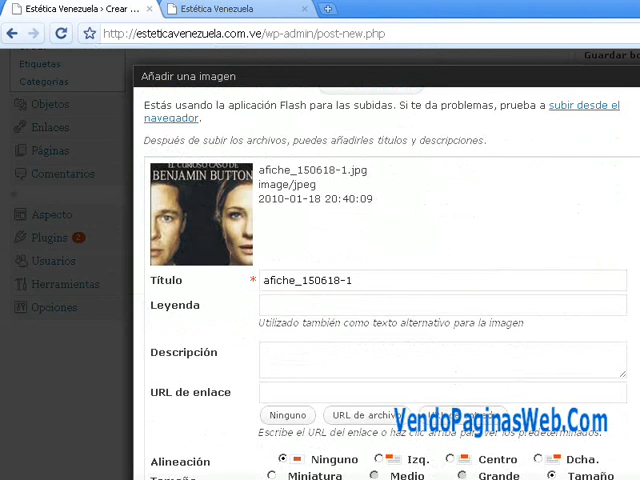 Estética Venezuela › Crear ...
Estética Venezuela
http://esteticavenezuela.com.ve/wp-admin/post-new.php
Etiquetas
Categorías
Objetos
Enlaces
Páginas
Comentarios
Aspecto
Plugins 2
Usuarios
Herramientas
Opciones
Guardar bo
Añadir una imagen
Estás usando la aplicación Flash para las subidas. Si te da problemas, prueba a subir desde el
navegador.
Después de subir los archivos, puedes añadirles títulos y descripciones.
EL CURIOSO CASO DE
BENJAMIN BUTTON
afiche_150618-1.jpg
image/jpeg
2010-01-18 20:40:09
Título * afiche_150618-1
Leyenda
Utilizado también como texto alternativo para la imagen
Descripción
URL de enlace
Ninguno URL de archivo
VendoPaginasWeb.Com
Escribe el URL del enlace o haz clic arriba para ver los predeterminados.
Alineación Ninguno Izq. Centro Dcha.
Tamaño Miniatura Medio Grande Tamaño